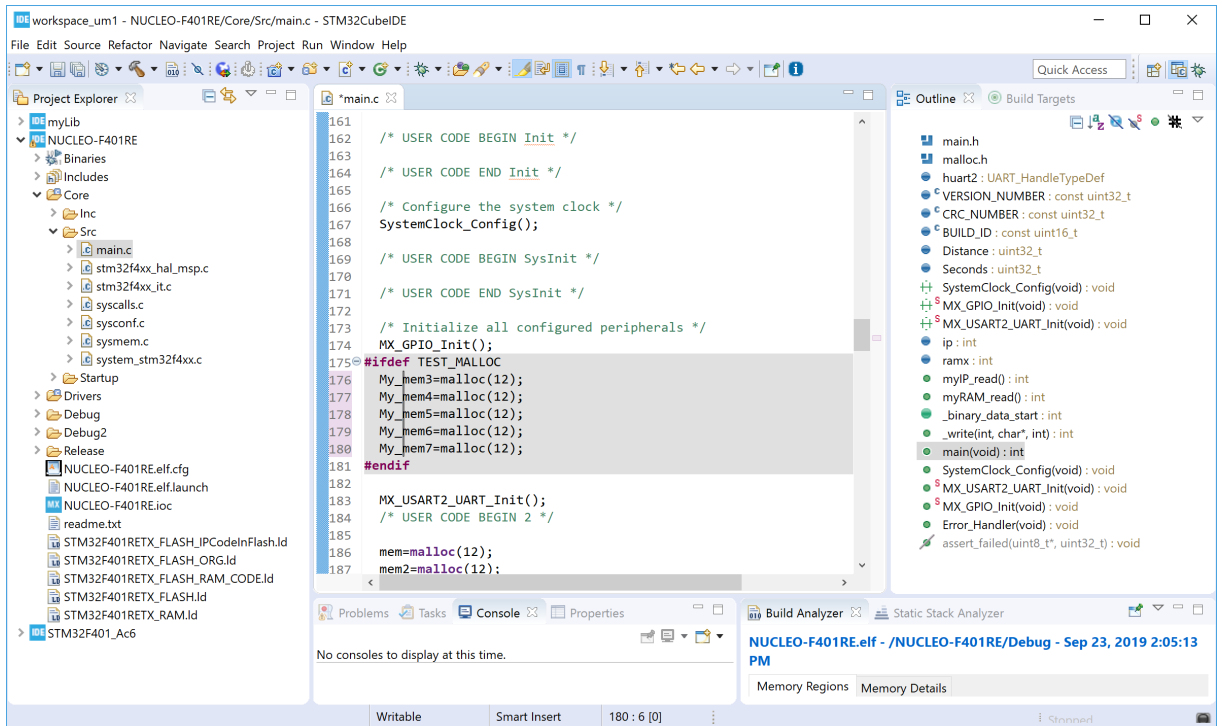 IDE workspace_um1 - NUCLEO-F401RE/Core/Src/main.c - STM32CubeIDE
File Edit Source Refactor Navigate Search Project Run Window Help
Quick Access
Project Explorer
IDE myLib
IDE NUCLEO-F401RE
Binaries
Includes
Core
Inc
Src
main.c
stm32f4xx_hal_msp.c
stm32f4xx_it.c
syscalls.c
sysconf.c
sysmem.c
system_stm32f4xx.c
Startup
Drivers
Debug
Debug2
Release
NUCLEO-F401RE.elf.cfg
NUCLEO-F401RE.elf.launch
MX NUCLEO-F401RE.ioc
readme.txt
STM32F401RETX_FLASH_IPCodeInFlash.ld
STM32F401RETX_FLASH_ORG.ld
STM32F401RETX_FLASH_RAM_CODE.ld
STM32F401RETX_FLASH.ld
STM32F401RETX_RAM.ld
IDE STM32F401_Ac6
*main.c
161
162 /* USER CODE BEGIN Init */
163
164 /* USER CODE END Init */
165
166 /* Configure the system clock */
167 SystemClock_Config();
168
169 /* USER CODE BEGIN SysInit */
170
171 /* USER CODE END SysInit */
172
173 /* Initialize all configured peripherals */
174 MX_GPIO_Init();
175 #ifdef TEST_MALLOC
176 My_mem3=malloc(12);
177 My_mem4=malloc(12);
178 My_mem5=malloc(12);
179 My_mem6=malloc(12);
180 My_mem7=malloc(12);
181 #endif
182
183 MX_USART2_UART_Init();
184 /* USER CODE BEGIN 2 */
185
186 mem=malloc(12);
187 mem2=malloc(12);
Outline Build Targets
main.h
malloc.h
huart2 : UART_HandleTypeDef
VERSION_NUMBER : const uint32_t
CRC_NUMBER : const uint32_t
BUILD_ID : const uint16_t
Distance : uint32_t
Seconds : uint32_t
SystemClock_Config(void) : void
MX_GPIO_Init(void) : void
MX_USART2_UART_Init(void) : void
ip : int
ramx : int
myIP_read() : int
myRAM_read() : int
_binary_data_start : int
_write(int, char*, int) : int
main(void) : int
SystemClock_Config(void) : void
MX_USART2_UART_Init(void) : void
MX_GPIO_Init(void) : void
Error_Handler(void) : void
assert_failed(uint8_t*, uint32_t) : void
Problems Tasks Console Properties
No consoles to display at this time.
Build Analyzer Static Stack Analyzer
NUCLEO-F401RE.elf - /NUCLEO-F401RE/Debug - Sep 23, 2019 2:05:13
PM
Memory Regions Memory Details
Writable Smart Insert 180 : 6 [0] Stopped